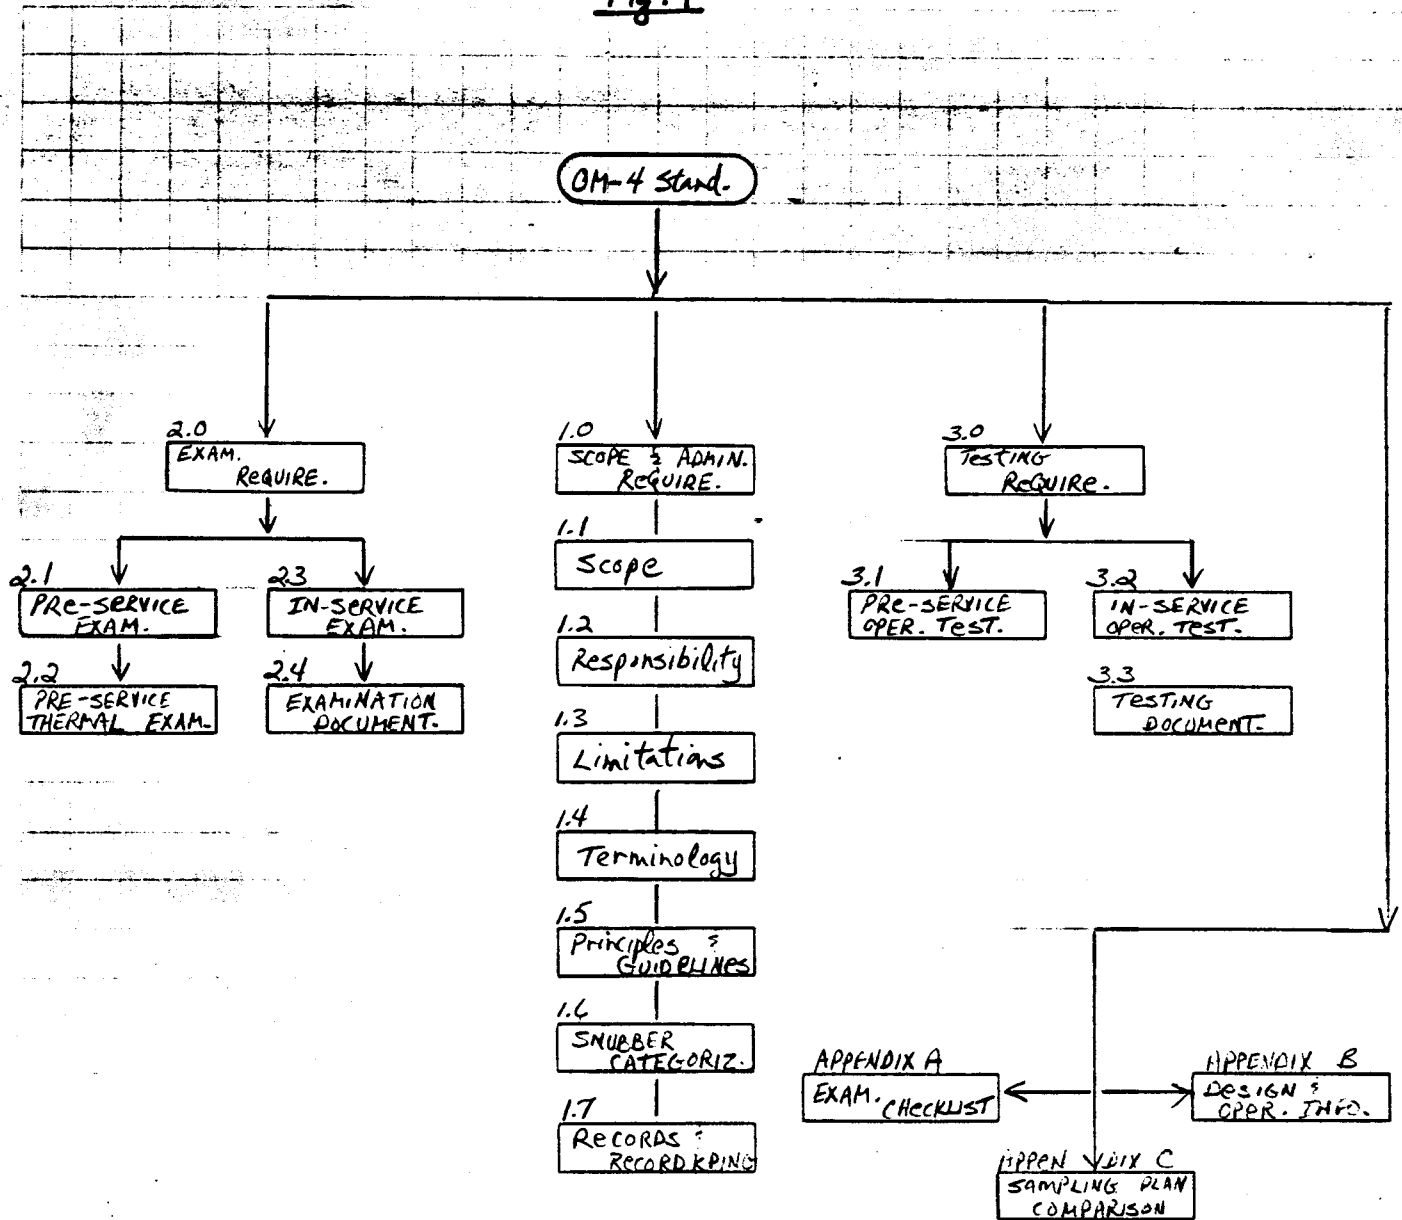 Fig. 1
OM-4 Stand.
2.0
EXAM.
REQUIRE.
1.0
SCOPE & ADMIN.
REQUIRE.
3.0
Testing
Require.
2.1
PRE-SERVICE
EXAM.
2.3
IN-SERVICE
EXAM.
2.2
PRE-SERVICE
THERMAL EXAM.
2.4
EXAMINATION
DOCUMENT.
1.1
Scope
1.2
Responsibility
1.3
Limitations
1.4
Terminology
1.5
Principles &
GUIDELINES
1.6
SNUBBER
CATEGORIZ.
1.7
RECORDS &
RECORDKPING
3.1
PRE-SERVICE
OPER. TEST.
3.2
IN-SERVICE
OPER. TEST.
3.3
TESTING
DOCUMENT.
APPENDIX A
EXAM.
CHECKLIST
APPENDIX B
DESIGN &
OPER. INFO.
APPENDIX C
SAMPLING PLAN
COMPARISON